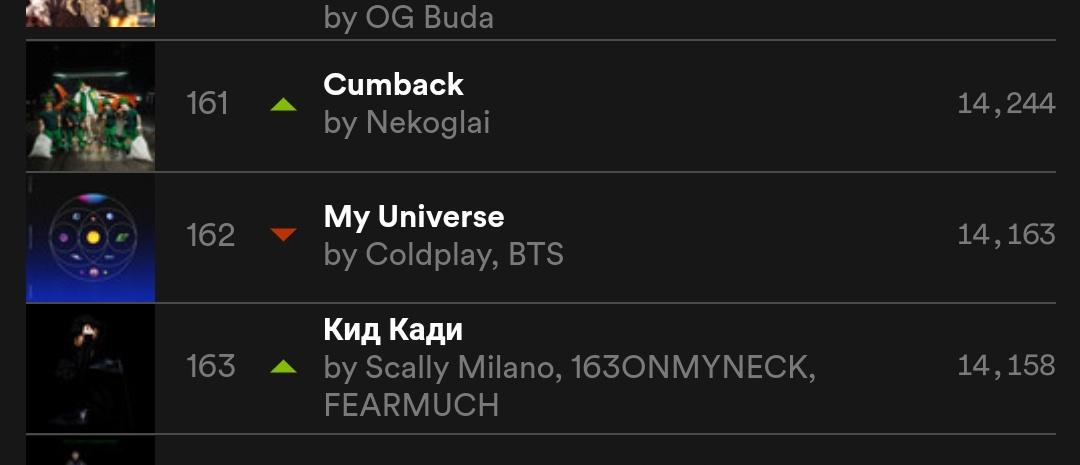 by OG Buda
161
Cumback
by Nekoglai
14,244
162
My Universe
by Coldplay, BTS
14,163
163
Кид Кади
by Scally Milano, 163ONMYNECK,
FEARMUCH
14,158